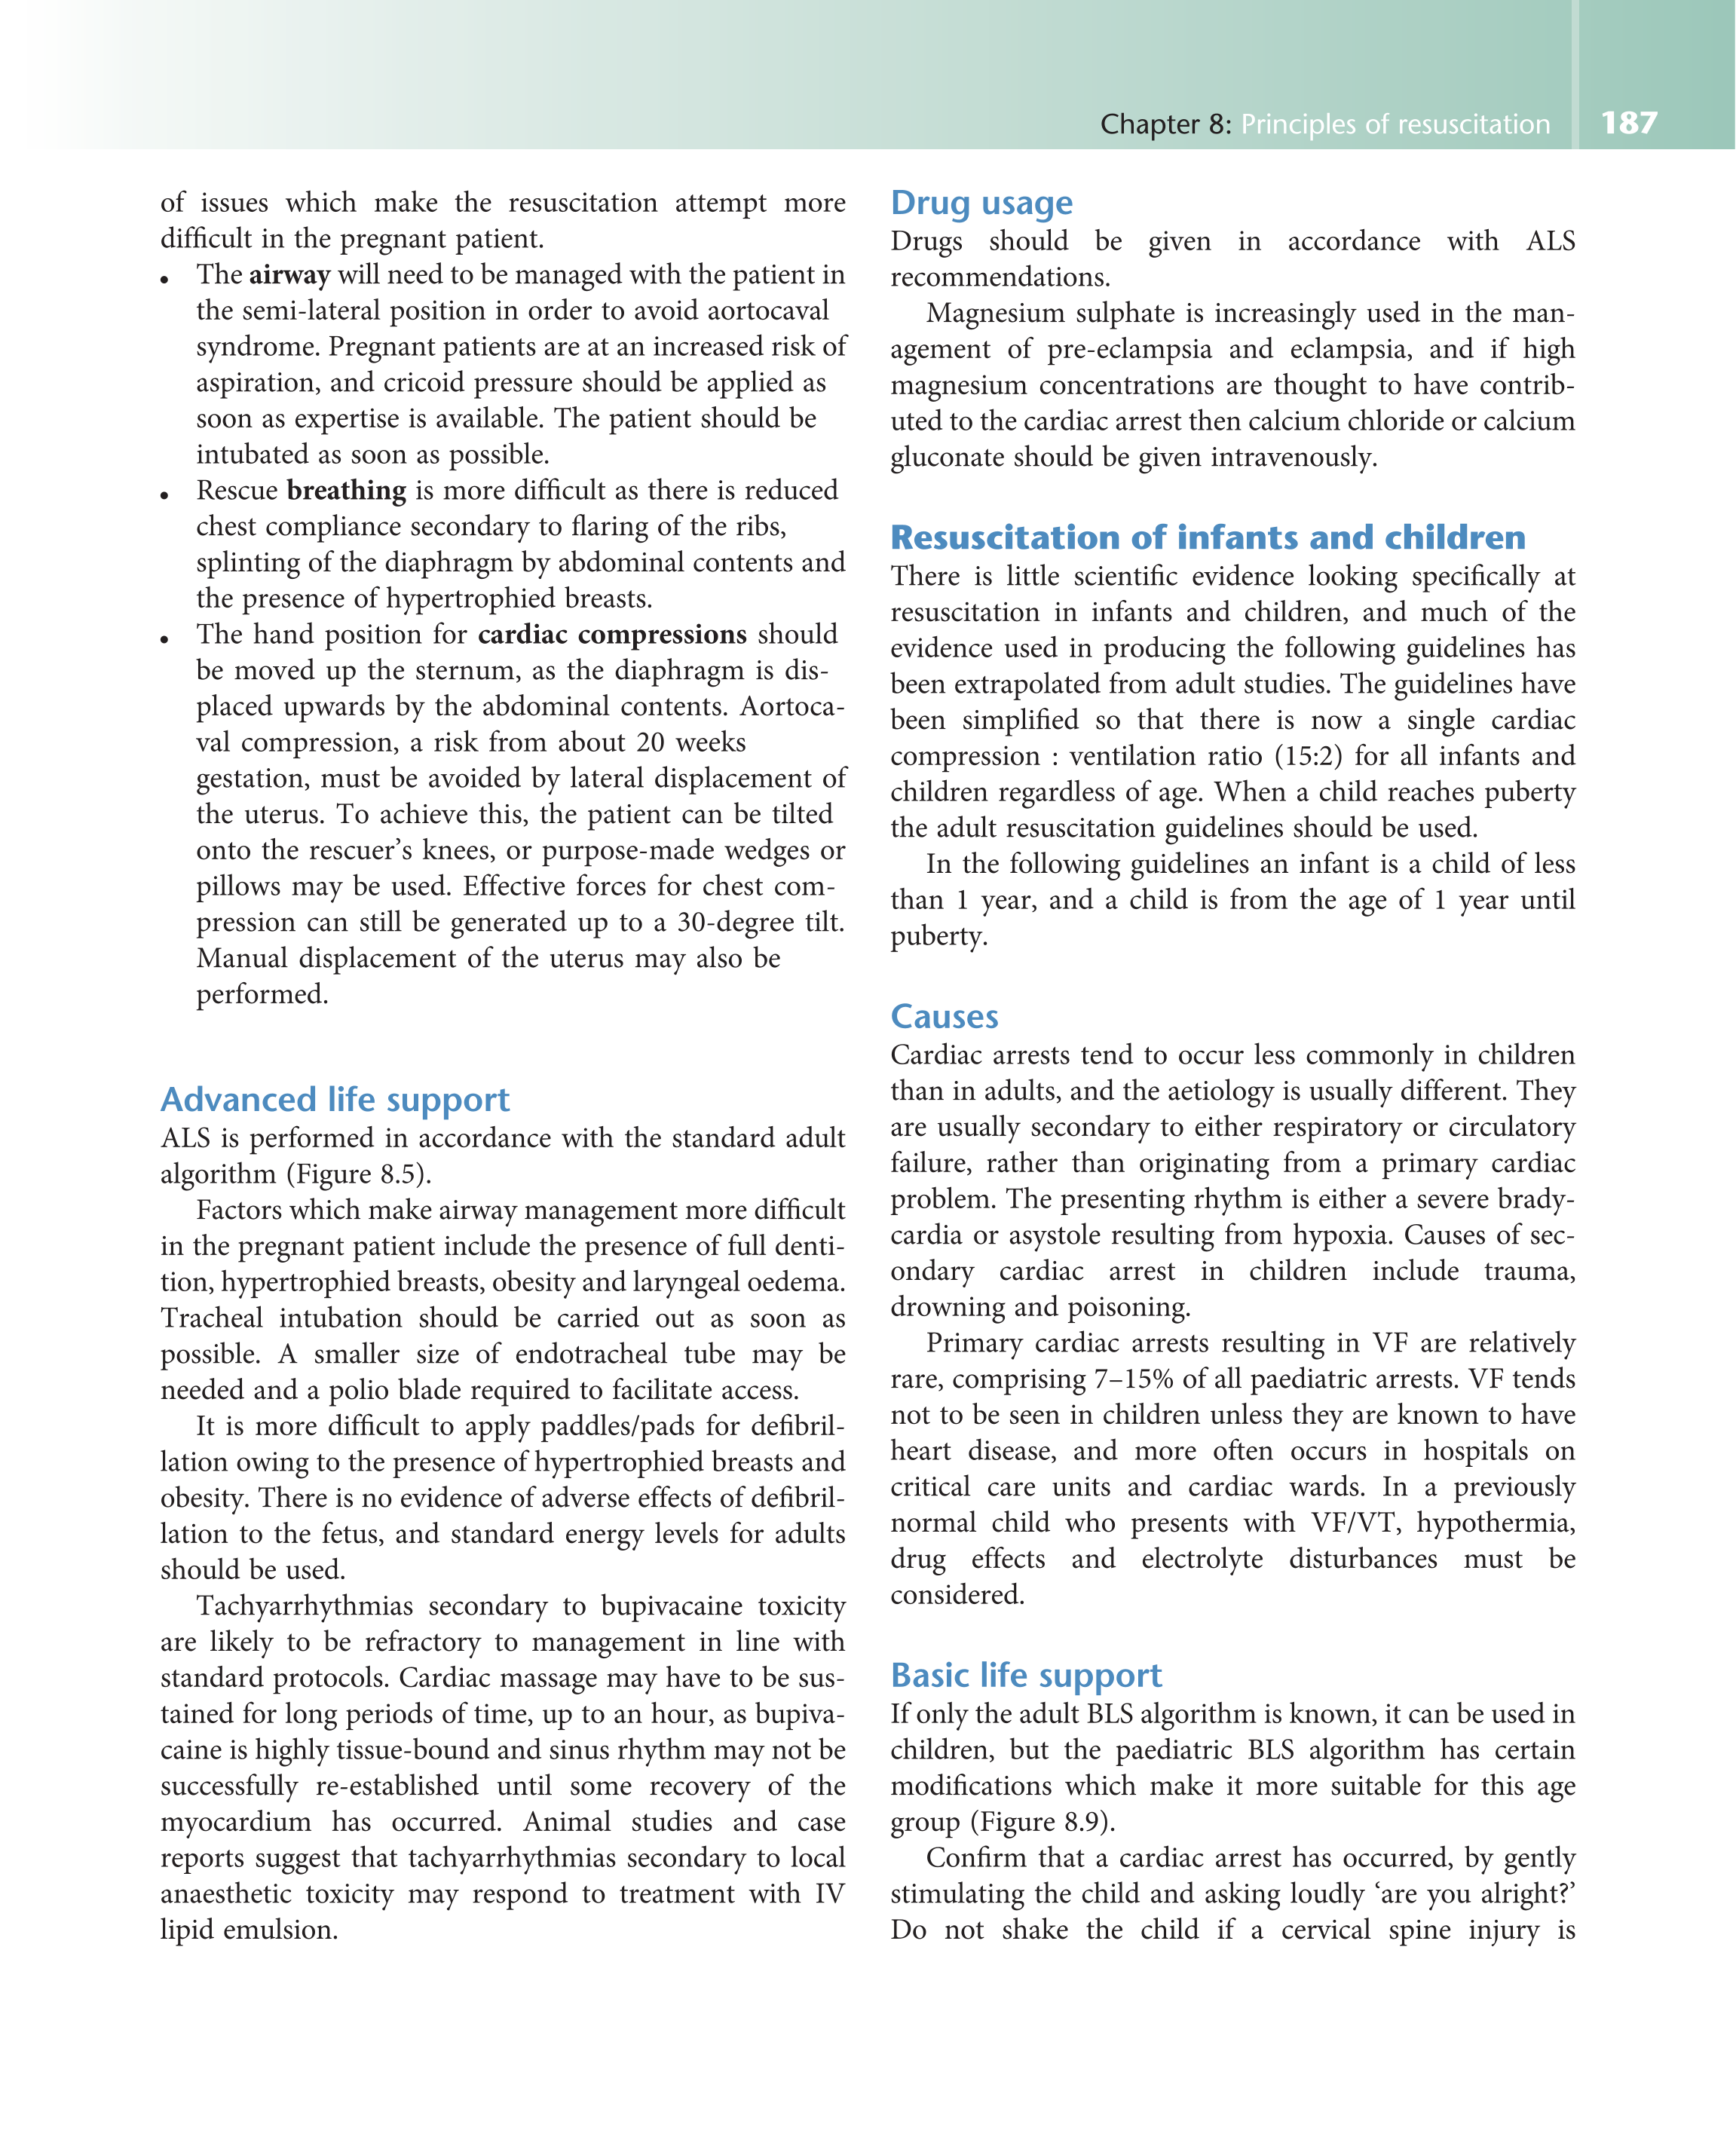 Chapter 8: Principles of resuscitation 187
of issues which make the resuscitation attempt more
difficult in the pregnant patient.
• The airway will need to be managed with the patient in
the semi-lateral position in order to avoid aortocaval
syndrome. Pregnant patients are at an increased risk of
aspiration, and cricoid pressure should be applied as
soon as expertise is available. The patient should be
intubated as soon as possible.
• Rescue breathing is more difficult as there is reduced
chest compliance secondary to flaring of the ribs,
splinting of the diaphragm by abdominal contents and
the presence of hypertrophied breasts.
• The hand position for cardiac compressions should
be moved up the sternum, as the diaphragm is dis-
placed upwards by the abdominal contents. Aortoca-
val compression, a risk from about 20 weeks
gestation, must be avoided by lateral displacement of
the uterus. To achieve this, the patient can be tilted
onto the rescuer’s knees, or purpose-made wedges or
pillows may be used. Effective forces for chest com-
pression can still be generated up to a 30-degree tilt.
Manual displacement of the uterus may also be
performed.
Advanced life support
ALS is performed in accordance with the standard adult
algorithm (Figure 8.5).
Factors which make airway management more difficult
in the pregnant patient include the presence of full denti-
tion, hypertrophied breasts, obesity and laryngeal oedema.
Tracheal intubation should be carried out as soon as
possible. A smaller size of endotracheal tube may be
needed and a polio blade required to facilitate access.
It is more difficult to apply paddles/pads for defibril-
lation owing to the presence of hypertrophied breasts and
obesity. There is no evidence of adverse effects of defibril-
lation to the fetus, and standard energy levels for adults
should be used.
Tachyarrhythmias secondary to bupivacaine toxicity
are likely to be refractory to management in line with
standard protocols. Cardiac massage may have to be sus-
tained for long periods of time, up to an hour, as bupiva-
caine is highly tissue-bound and sinus rhythm may not be
successfully re-established until some recovery of the
myocardium has occurred. Animal studies and case
reports suggest that tachyarrhythmias secondary to local
anaesthetic toxicity may respond to treatment with IV
lipid emulsion.
Drug usage
Drugs should be given in accordance with ALS
recommendations.
Magnesium sulphate is increasingly used in the man-
agement of pre-eclampsia and eclampsia, and if high
magnesium concentrations are thought to have contrib-
uted to the cardiac arrest then calcium chloride or calcium
gluconate should be given intravenously.
Resuscitation of infants and children
There is little scientific evidence looking specifically at
resuscitation in infants and children, and much of the
evidence used in producing the following guidelines has
been extrapolated from adult studies. The guidelines have
been simplified so that there is now a single cardiac
compression : ventilation ratio (15:2) for all infants and
children regardless of age. When a child reaches puberty
the adult resuscitation guidelines should be used.
In the following guidelines an infant is a child of less
than 1 year, and a child is from the age of 1 year until
puberty.
Causes
Cardiac arrests tend to occur less commonly in children
than in adults, and the aetiology is usually different. They
are usually secondary to either respiratory or circulatory
failure, rather than originating from a primary cardiac
problem. The presenting rhythm is either a severe brady-
cardia or asystole resulting from hypoxia. Causes of sec-
ondary cardiac arrest in children include trauma,
drowning and poisoning.
Primary cardiac arrests resulting in VF are relatively
rare, comprising 7–15% of all paediatric arrests. VF tends
not to be seen in children unless they are known to have
heart disease, and more often occurs in hospitals on
critical care units and cardiac wards. In a previously
normal child who presents with VF/VT, hypothermia,
drug effects and electrolyte disturbances must be
considered.
Basic life support
If only the adult BLS algorithm is known, it can be used in
children, but the paediatric BLS algorithm has certain
modifications which make it more suitable for this age
group (Figure 8.9).
Confirm that a cardiac arrest has occurred, by gently
stimulating the child and asking loudly ‘are you alright?’
Do not shake the child if a cervical spine injury is